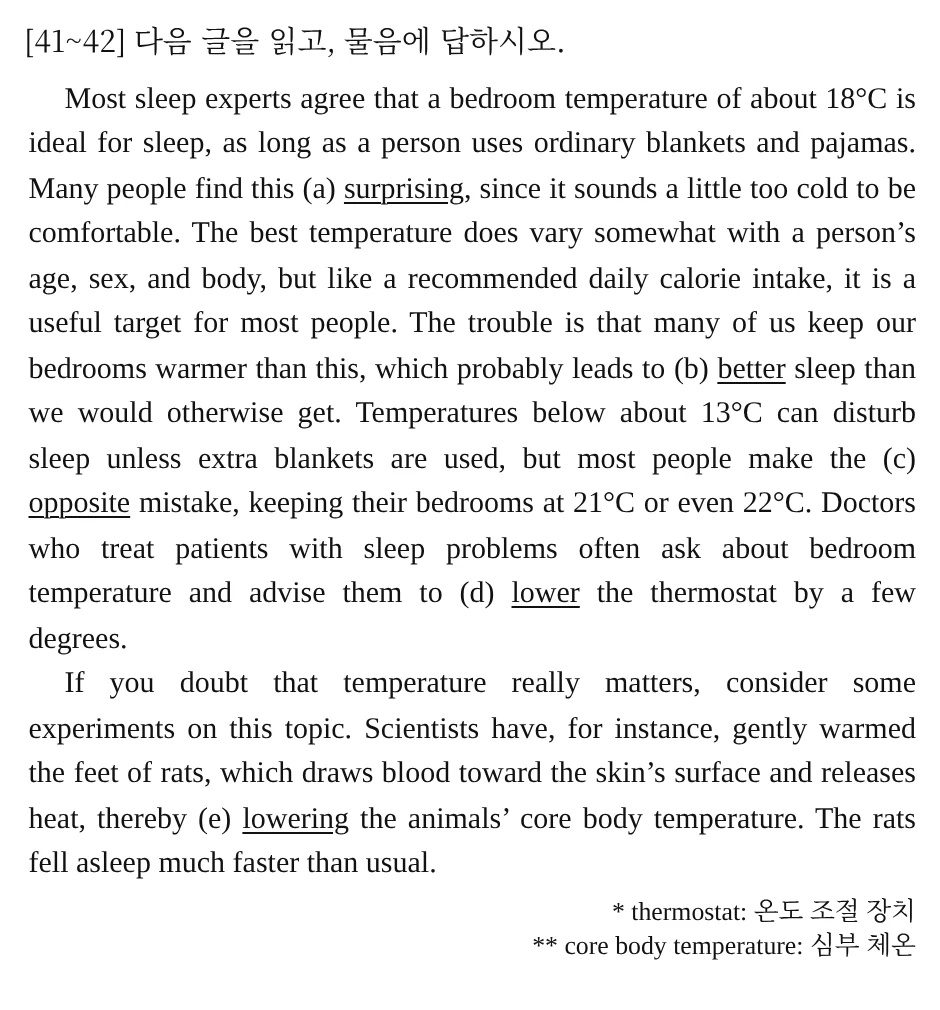 [41~42] 다음 글을 읽고, 물음에 답하시오.
Most sleep experts agree that a bedroom temperature of about 18°C is
ideal for sleep, as long as a person uses ordinary blankets and pajamas.
Many people find this (a) surprising, since it sounds a little too cold to be
comfortable. The best temperature does vary somewhat with a person’s
age, sex, and body, but like a recommended daily calorie intake, it is a
useful target for most people. The trouble is that many of us keep our
bedrooms warmer than this, which probably leads to (b) better sleep than
we would otherwise get. Temperatures below about 13°C can disturb
sleep unless extra blankets are used, but most people make the (c)
opposite mistake, keeping their bedrooms at 21°C or even 22°C. Doctors
who treat patients with sleep problems often ask about bedroom
temperature and advise them to (d) lower the thermostat by a few
degrees.
If you doubt that temperature really matters, consider some
experiments on this topic. Scientists have, for instance, gently warmed
the feet of rats, which draws blood toward the skin’s surface and releases
heat, thereby (e) lowering the animals’ core body temperature. The rats
fell asleep much faster than usual.
* thermostat: 온도 조절 장치
** core body temperature: 심부 체온